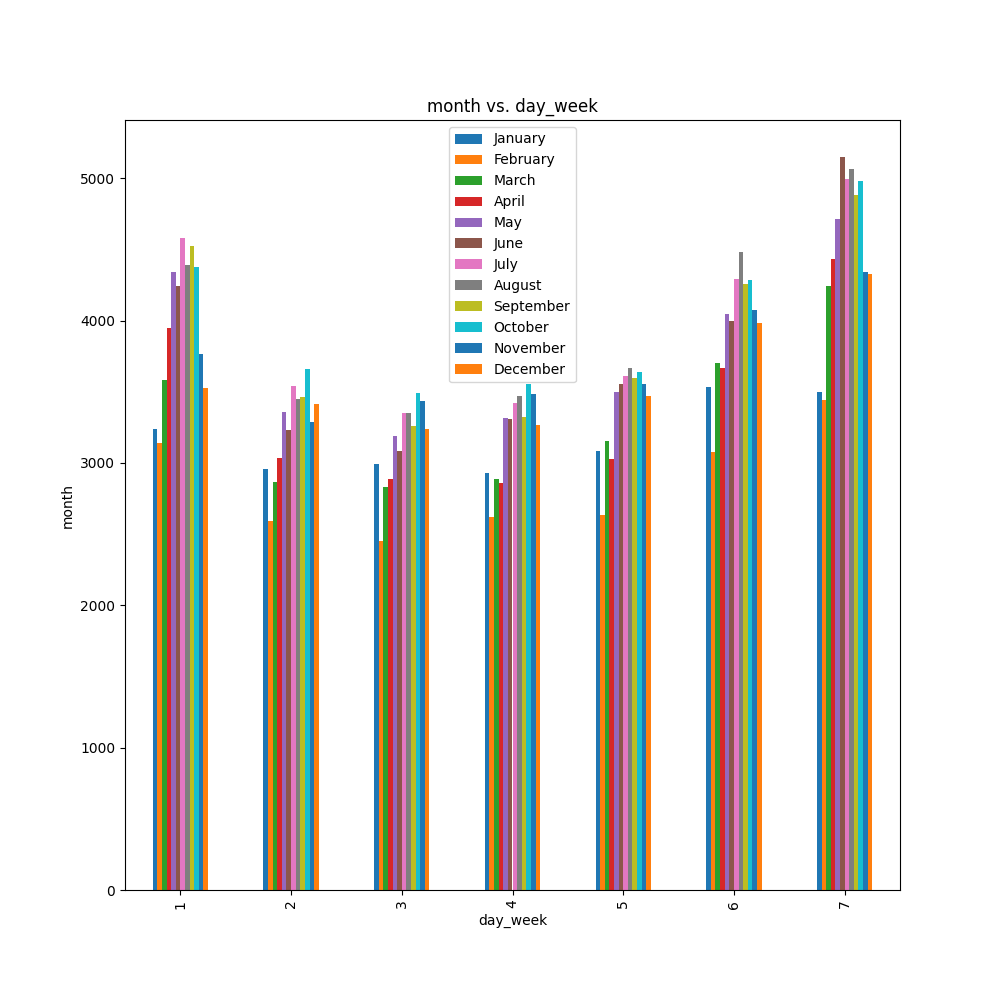 month vs. day_week
January
February
March
April
May
June
July
August
September
October
November
December
5000
4000
3000
2000
1000
0
month
1
2
3
4
5
6
7
day_week